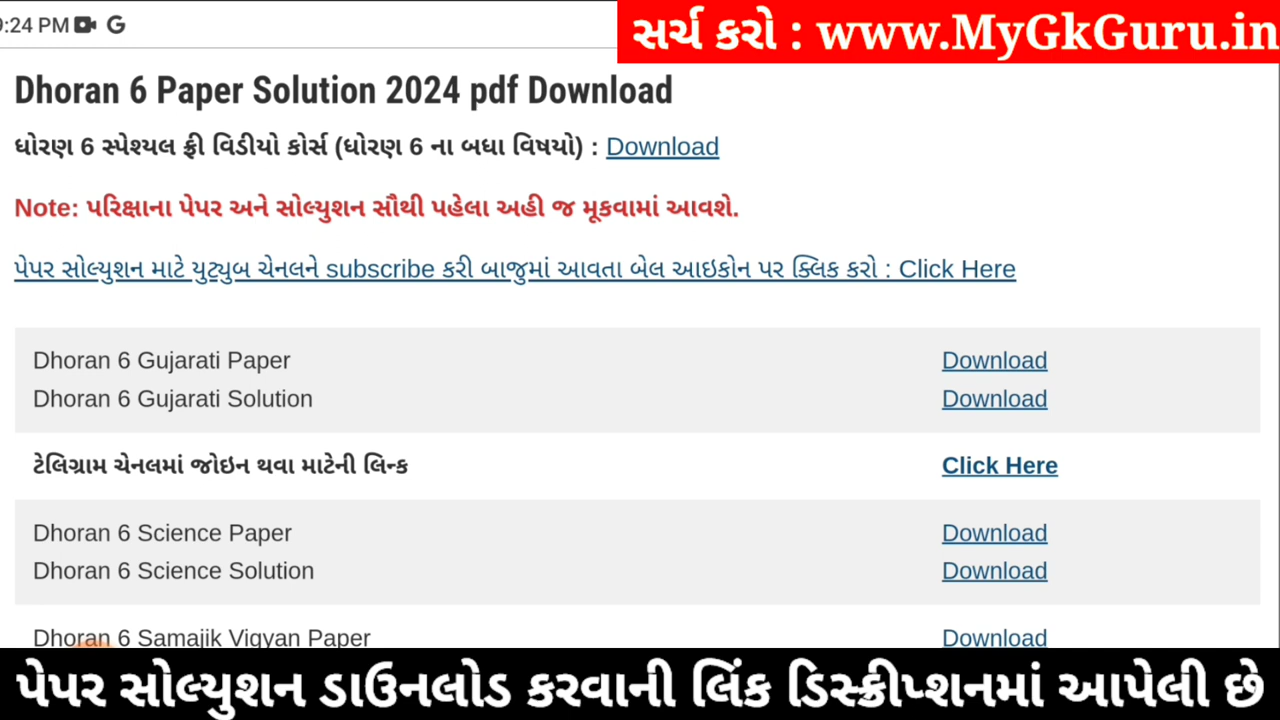 9:24 PM G
સર્ચ કરો : www.MyGkGuru.in
Dhoran 6 Paper Solution 2024 pdf Download
ધોરણ 6 સ્પેશ્યલ ફ્રી વિડીયો કોર્સ (ધોરણ 6 ના બધા વિષયો) : Download
Note: પરિક્ષાના પેપર અને સોલ્યુશન સૌથી પહેલા અહી જ મૂકવામાં આવશે.
પેપર સોલ્યુશન માટે યુટ્યુબ ચેનલને subscribe કરી બાજુમાં આવતા બેલ આઇકોન પર ક્લિક કરો : Click Here
Dhoran 6 Gujarati Paper Download
Dhoran 6 Gujarati Solution Download
ટેલિગ્રામ ચેનલમાં જોઇન થવા માટેની લિન્ક Click Here
Dhoran 6 Science Paper Download
Dhoran 6 Science Solution Download
Dhoran 6 Samajik Vigyan Paper Download
પેપર સોલ્યુશન ડાઉનલોડ કરવાની લિંક ડિસ્ક્રીપ્શનમાં આપેલી છે